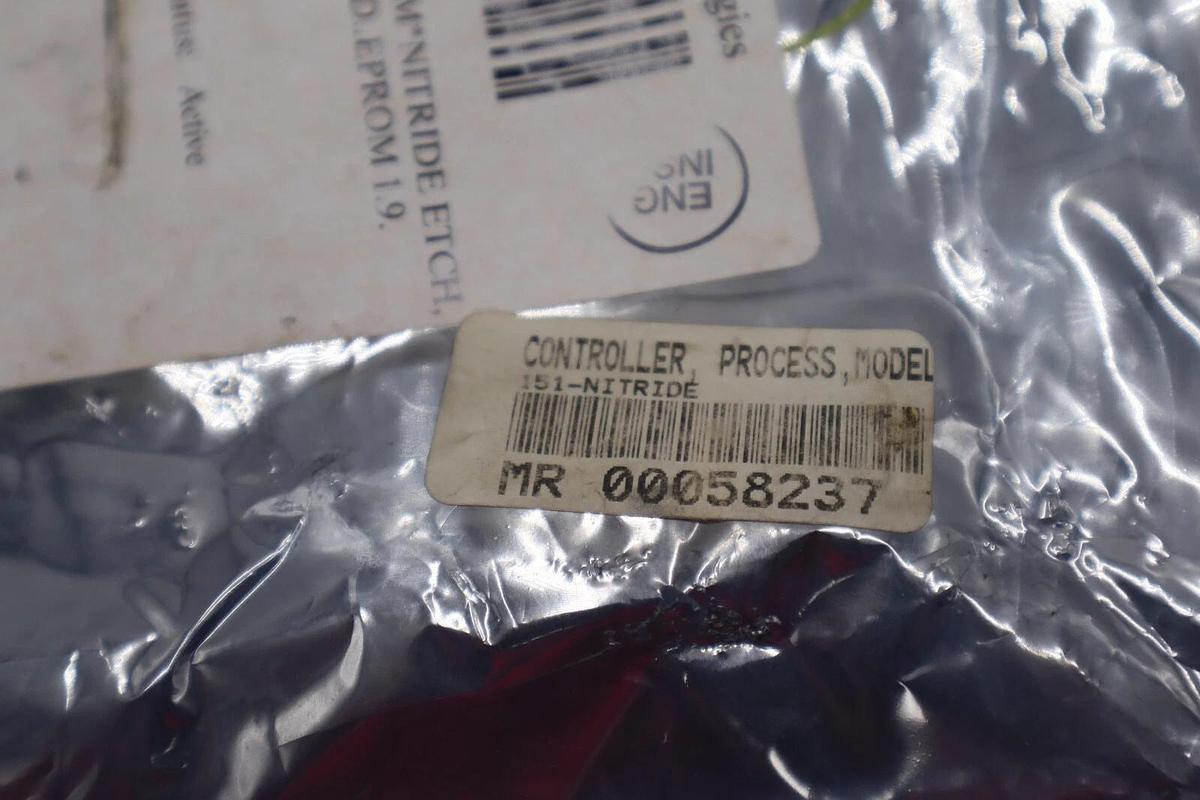 gies
atus: Active
M*NITRIDE ETCH,
D.EPROM 1.9.
ENG
INS
CONTROLLER, PROCESS,MODEL
151-NITRIDE
MR 00058237